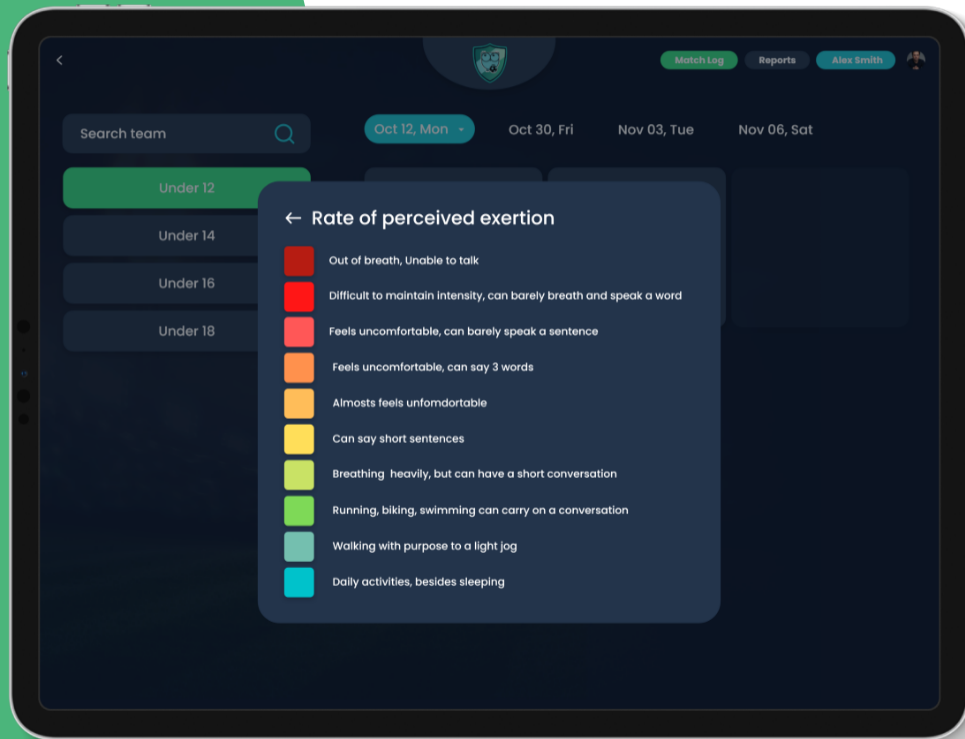 Match Log
Reports
Alex Smith
Search team
Oct 12, Mon
Oct 30, Fri
Nov 03, Tue
Nov 06, Sat
Under 12
Under 14
Under 16
Under 18
Rate of perceived exertion
Out of breath, Unable to talk
Difficult to maintain intensity, can barely breath and speak a word
Feels uncomfortable, can barely speak a sentence
Feels uncomfortable, can say 3 words
Almosts feels unfomdortable
Can say short sentences
Breathing heavily, but can have a short conversation
Running, biking, swimming can carry on a conversation
Walking with purpose to a light jog
Daily activities, besides sleeping